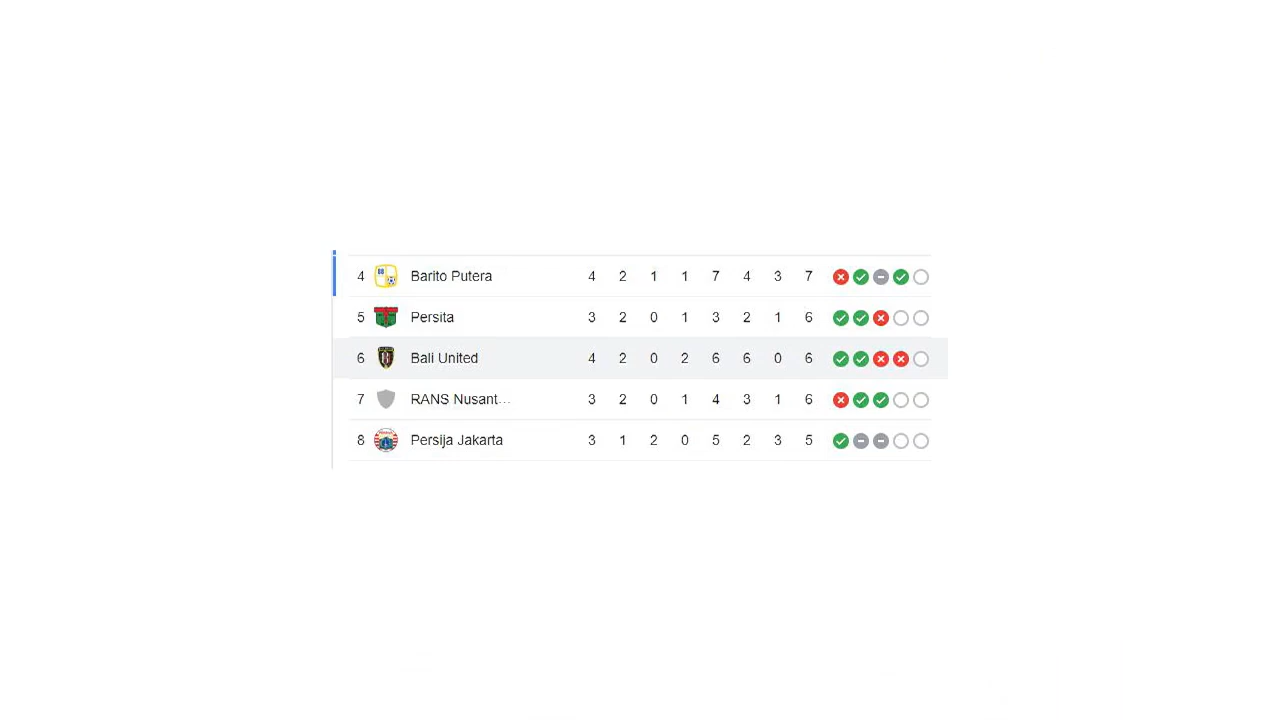 4 Barito Putera 4 2 1 1 7 4 3 7
5 Persita 3 2 0 1 3 2 1 6
6 Bali United 4 2 0 2 6 6 0 6
7 RANS Nusant... 3 2 0 1 4 3 1 6
8 Persija Jakarta 3 1 2 0 5 2 3 5